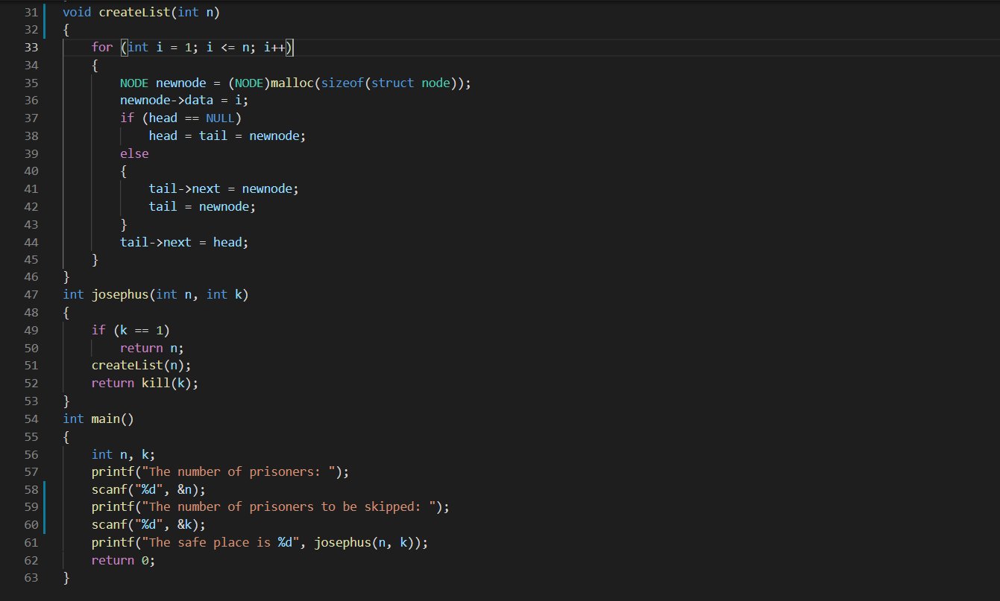 31 void createList(int n)
32 {
33     for (int i = 1; i <= n; i++)
34     {
35         NODE newnode = (NODE)malloc(sizeof(struct node));
36         newnode->data = i;
37         if (head == NULL)
38             head = tail = newnode;
39         else
40         {
41             tail->next = newnode;
42             tail = newnode;
43         }
44         tail->next = head;
45     }
46 }
47 int josephus(int n, int k)
48 {
49     if (k == 1)
50         return n;
51     createList(n);
52     return kill(k);
53 }
54 int main()
55 {
56     int n, k;
57     printf("The number of prisoners: ");
58     scanf("%d", &n);
59     printf("The number of prisoners to be skipped: ");
60     scanf("%d", &k);
61     printf("The safe place is %d", josephus(n, k));
62     return 0;
63 }